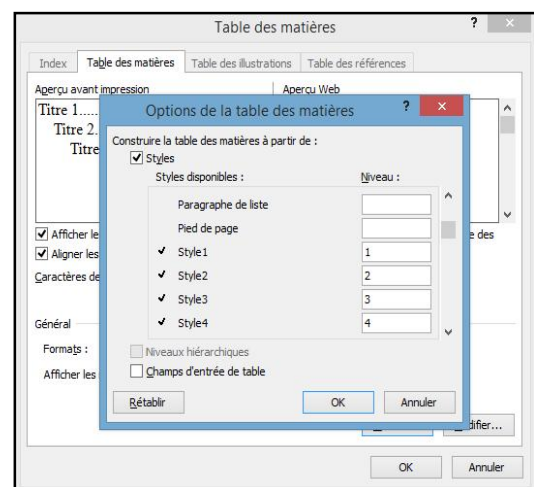 Table des matières ?
Index Table des matières Table des illustrations Table des références
Aperçu avant impression Aperçu Web
Titre 1
Titre 2
Titre
Options de la table des matières ?
Construire la table des matières à partir de :
Styles
Styles disponibles : Niveau :
Paragraphe de liste
Pied de page
Style1 1
Style2 2
Style3 3
Style4 4
Niveaux hiérarchiques
Champs d'entrée de table
Rétablir OK Annuler
Afficher le des
Aligner les
Caractères de
Général
Formats :
Afficher les
OK Annuler